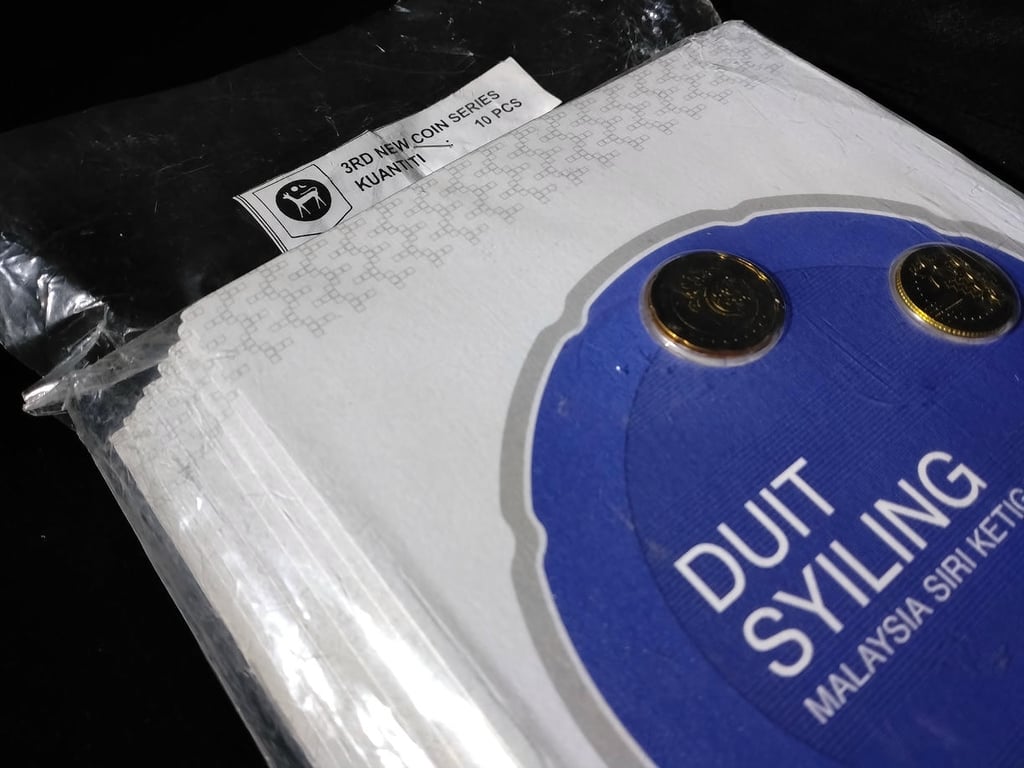 3RD NEW COIN SERIES
KUANTITI 10 PCS
DUIT
SYILING
MALAYSIA SIRI KETIG